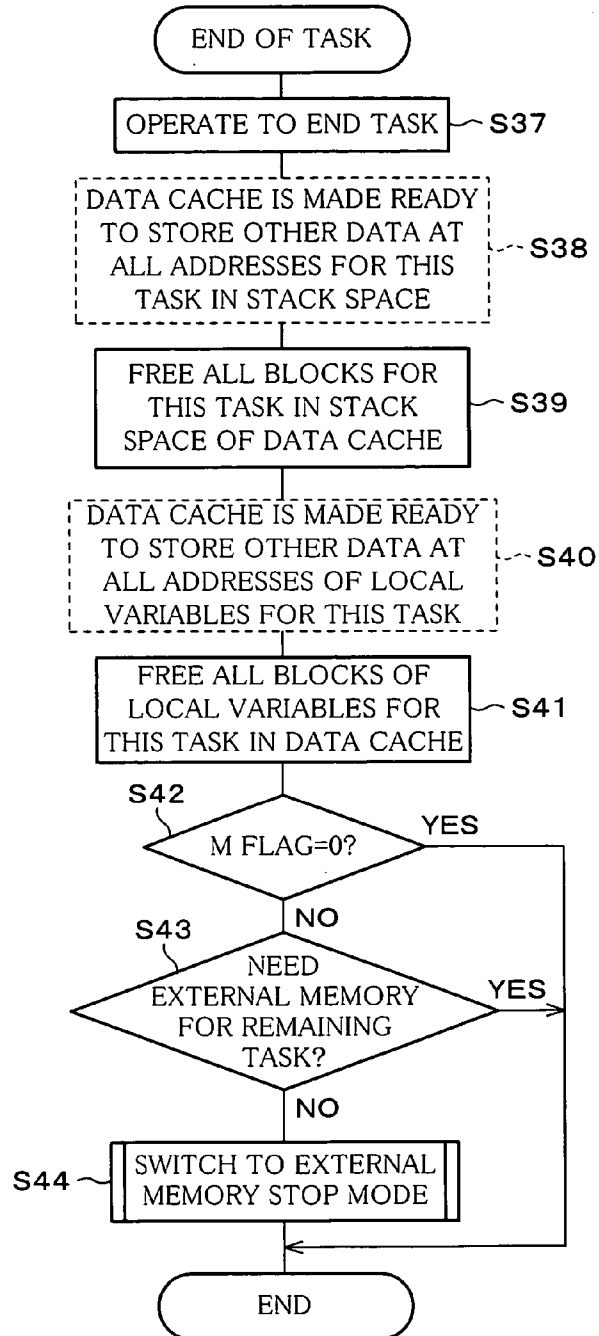 END OF TASK
OPERATE TO END TASK
S37
DATA CACHE IS MADE READY
TO STORE OTHER DATA AT
ALL ADDRESSES FOR THIS
TASK IN STACK SPACE
S38
FREE ALL BLOCKS FOR
THIS TASK IN STACK
SPACE OF DATA CACHE
S39
DATA CACHE IS MADE READY
TO STORE OTHER DATA AT
ALL ADDRESSES OF LOCAL
VARIABLES FOR THIS TASK
S40
FREE ALL BLOCKS OF
LOCAL VARIABLES FOR
THIS TASK IN DATA CACHE
S41
S42
M FLAG=0?
YES
NO
S43
NEED
EXTERNAL MEMORY
FOR REMAINING
TASK?
YES
NO
S44
SWITCH TO EXTERNAL
MEMORY STOP MODE
END